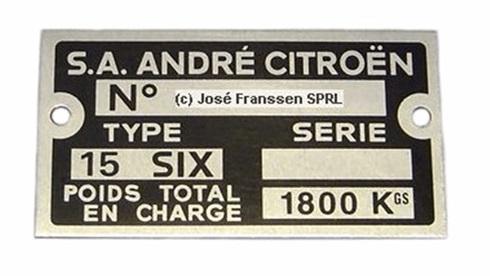 S.A. ANDRÉ CITROËN
N° (c) José Franssen SPRL
TYPE SERIE
15 SIX
POIDS TOTAL
EN CHARGE 1800 KGS